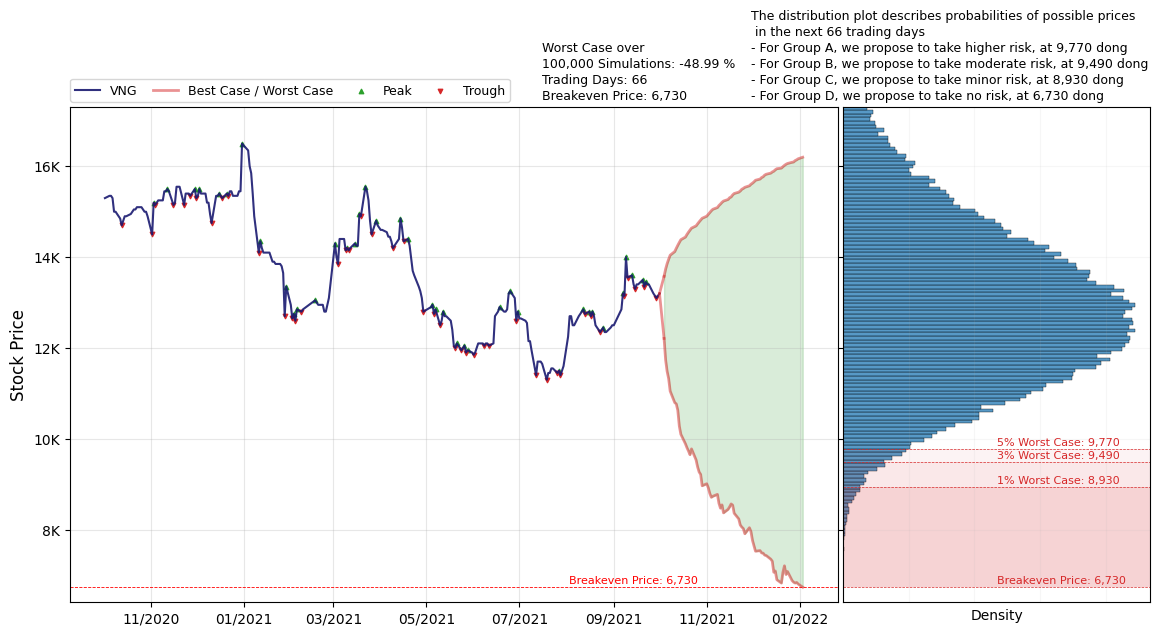 The distribution plot describes probabilities of possible prices
in the next 66 trading days
- For Group A, we propose to take higher risk, at 9,770 dong
- For Group B, we propose to take moderate risk, at 9,490 dong
- For Group C, we propose to take minor risk, at 8,930 dong
- For Group D, we propose to take no risk, at 6,730 dong
Worst Case over
100,000 Simulations: -48.99 %
Trading Days: 66
Breakeven Price: 6,730
VNG
Best Case / Worst Case
Peak
Trough
Stock Price
16K
14K
12K
10K
8K
Breakeven Price: 6,730
11/2020
01/2021
03/2021
05/2021
07/2021
09/2021
11/2021
01/2022
5% Worst Case: 9,770
3% Worst Case: 9,490
1% Worst Case: 8,930
Breakeven Price: 6,730
Density